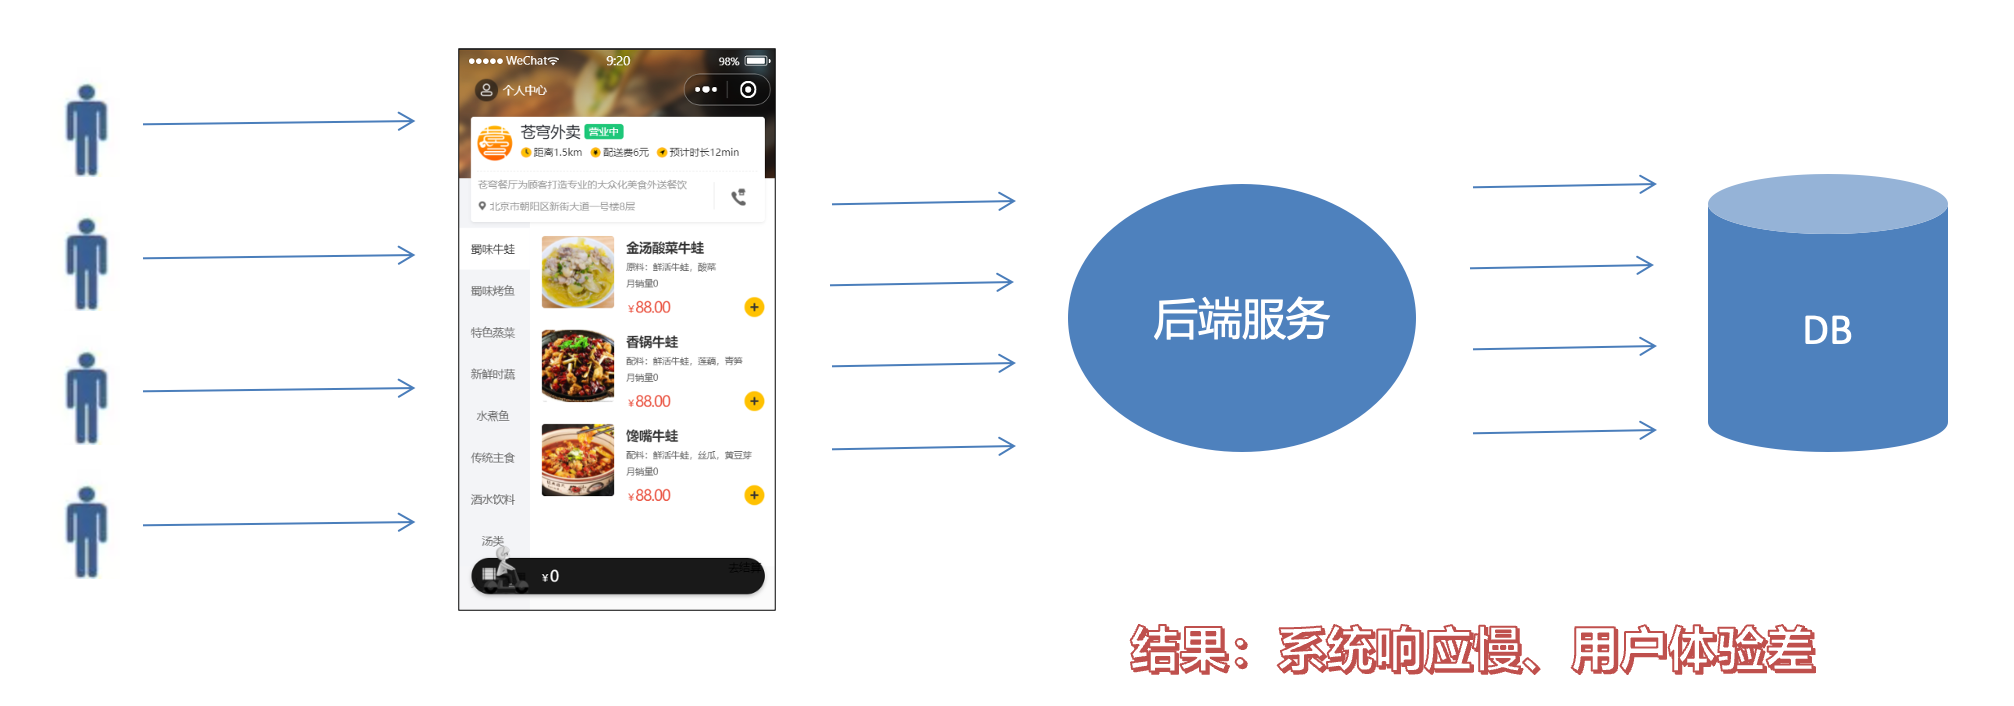 WeChat 9:20 98%
个人中心
苍穹外卖 营业中
距离1.5km 配送费6元 预计时长12min
苍穹餐厅为顾客打造专业的大众化美食外送餐饮
北京市朝阳区新街大道一号楼8层
蜀味牛蛙
蜀味烤鱼
特色蒸菜
新鲜时蔬
水煮鱼
传统主食
酒水饮料
汤类
金汤酸菜牛蛙
原料：鲜活牛蛙，酸菜
月销量0
¥88.00
香锅牛蛙
配料：鲜活牛蛙，莲藕，青笋
月销量0
¥88.00
馋嘴牛蛙
配料：鲜活牛蛙，丝瓜，黄豆芽
月销量0
¥88.00
¥0
去结算
后端服务
DB
结果：系统响应慢、用户体验差